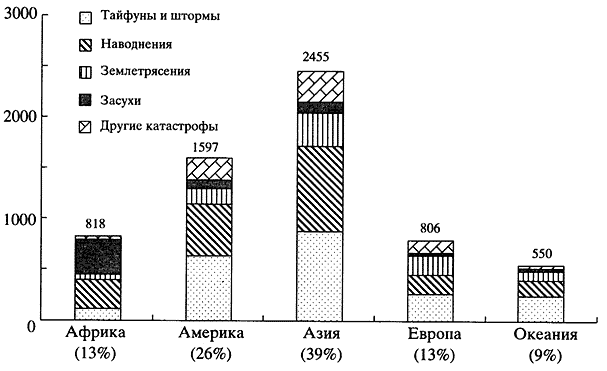 3000
2000
1000
0
Тайфуны и штормы
Наводнения
Землетрясения
Засухи
Другие катастрофы
818
1597
2455
806
550
Африка
(13%)
Америка
(26%)
Азия
(39%)
Европа
(13%)
Океания
(9%)